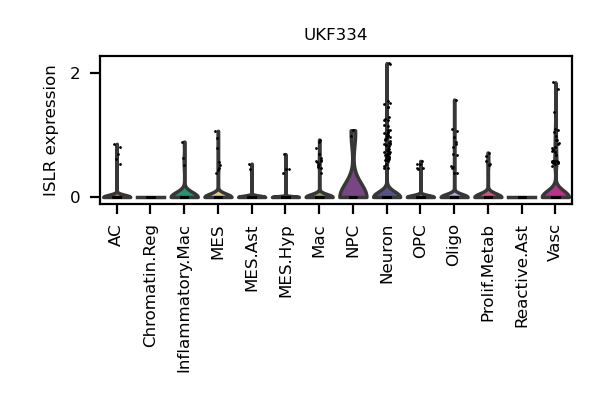 UKF334
ISLR expression
2
0
AC
Chromatin.Reg
Inflammatory.Mac
MES
MES.Ast
MES.Hyp
Mac
NPC
Neuron
OPC
Oligo
Prolif.Metab
Reactive.Ast
Vasc